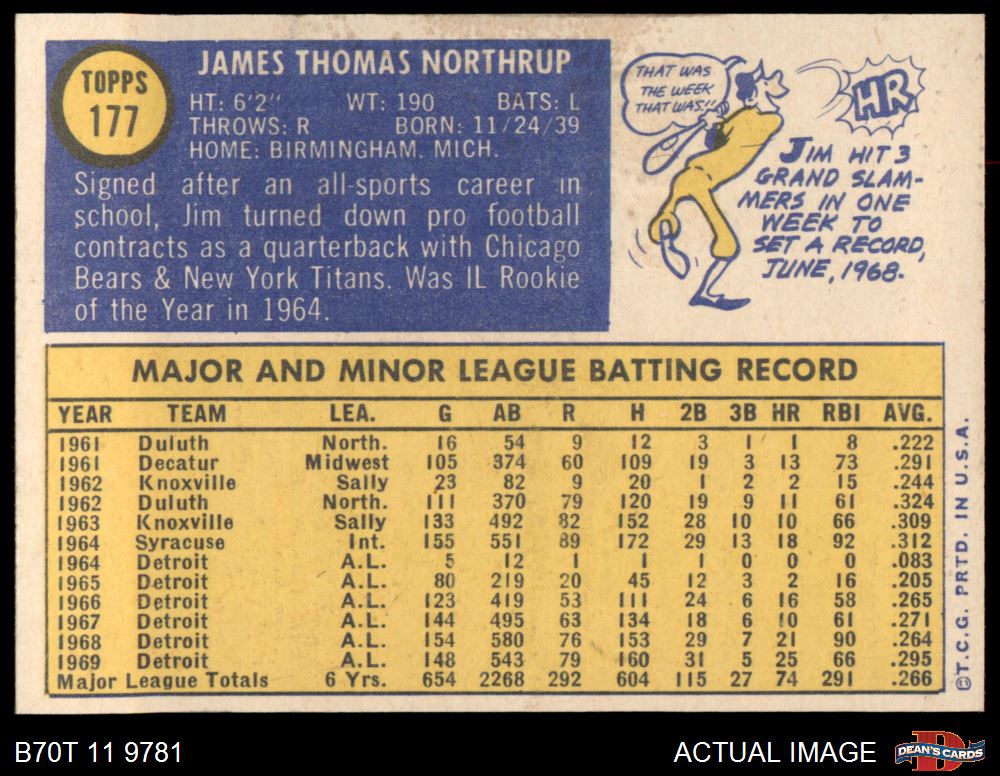 TOPPS
177
JAMES THOMAS NORTHRUP
HT: 6'2" WT: 190 BATS: L
THROWS: R BORN: 11/24/39
HOME: BIRMINGHAM, MICH.
Signed after an all-sports career in
school, Jim turned down pro football
contracts as a quarterback with Chicago
Bears & New York Titans. Was IL Rookie
of the Year in 1964.
THAT WAS
THE WEEK
THAT WAS!!
HR
JIM HIT 3
GRAND SLAM-
MERS IN ONE
WEEK TO
SET A RECORD,
JUNE, 1968.
MAJOR AND MINOR LEAGUE BATTING RECORD
YEAR TEAM LEA. G AB R H 2B 3B HR RBI AVG.
1961 Duluth North. 16 54 9 12 3 1 1 8 .222
1961 Decatur Midwest 105 374 60 109 19 3 13 73 .291
1962 Knoxville Sally 23 82 9 20 1 2 2 15 .244
1962 Duluth North. 111 370 79 120 19 9 11 61 .324
1963 Knoxville Sally 133 492 82 152 28 10 10 66 .309
1964 Syracuse Int. 155 551 89 172 29 13 18 92 .312
1964 Detroit A.L. 5 12 1 1 1 0 0 0 .083
1965 Detroit A.L. 80 219 20 45 12 3 2 16 .205
1966 Detroit A.L. 123 419 53 111 24 6 16 58 .265
1967 Detroit A.L. 144 495 63 134 18 6 10 61 .271
1968 Detroit A.L. 154 580 76 153 29 7 21 90 .264
1969 Detroit A.L. 148 543 79 160 31 5 25 66 .295
Major League Totals 6 Yrs. 654 2268 292 604 115 27 74 291 .266
©T.C.G. PRTD. IN U.S.A.
B70T 11 9781
ACTUAL IMAGE
DEAN'S CARDS